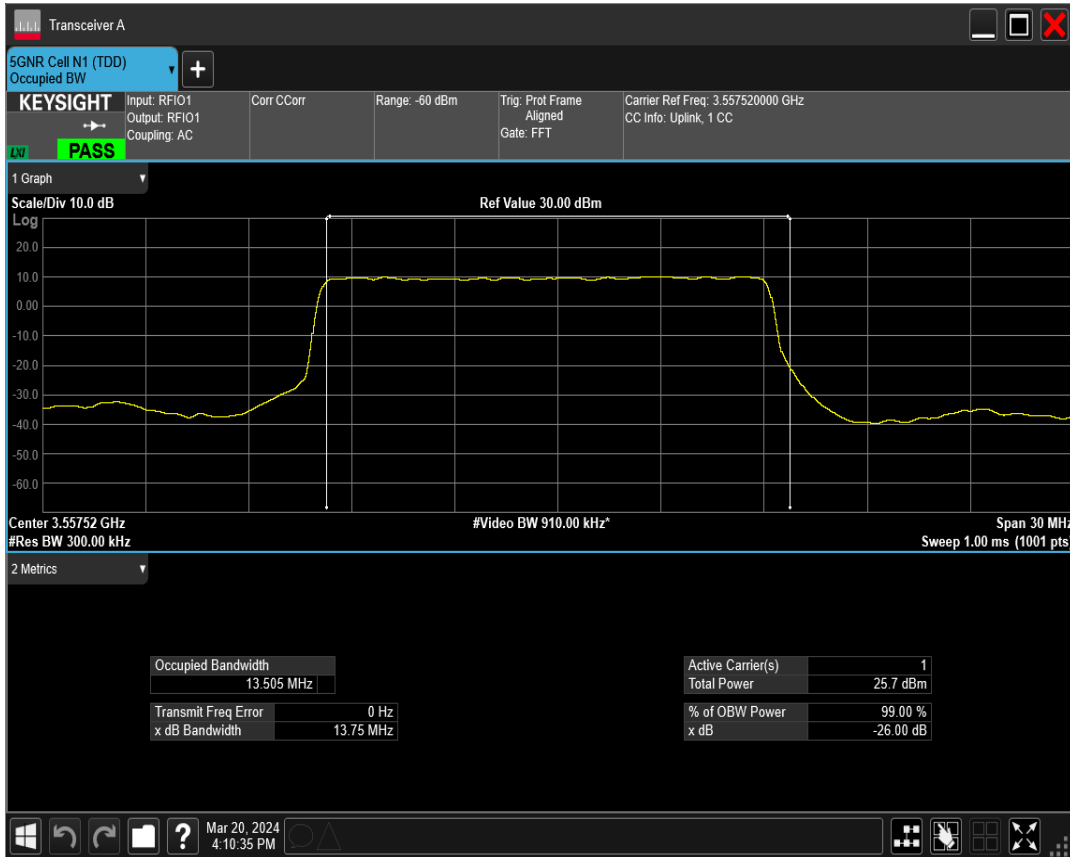 Transceiver A
5GNR Cell N1 (TDD)
Occupied BW
+
KEYSIGHT
LXI
PASS
Input: RFIO1
Output: RFIO1
Coupling: AC
Corr CCorr
Range: -60 dBm
Trig: Prot Frame
Aligned
Gate: FFT
Carrier Ref Freq: 3.557520000 GHz
CC Info: Uplink, 1 CC
1 Graph
Scale/Div 10.0 dB
Ref Value 30.00 dBm
Log
20.0
10.0
0.00
-10.0
-20.0
-30.0
-40.0
-50.0
-60.0
Center 3.55752 GHz
#Video BW 910.00 kHz*
Span 30 MHz
#Res BW 300.00 kHz
Sweep 1.00 ms (1001 pts)
2 Metrics
Occupied Bandwidth
13.505 MHz
Transmit Freq Error 0 Hz
x dB Bandwidth 13.75 MHz
Active Carrier(s) 1
Total Power 25.7 dBm
% of OBW Power 99.00 %
x dB -26.00 dB
?
Mar 20, 2024
4:10:35 PM